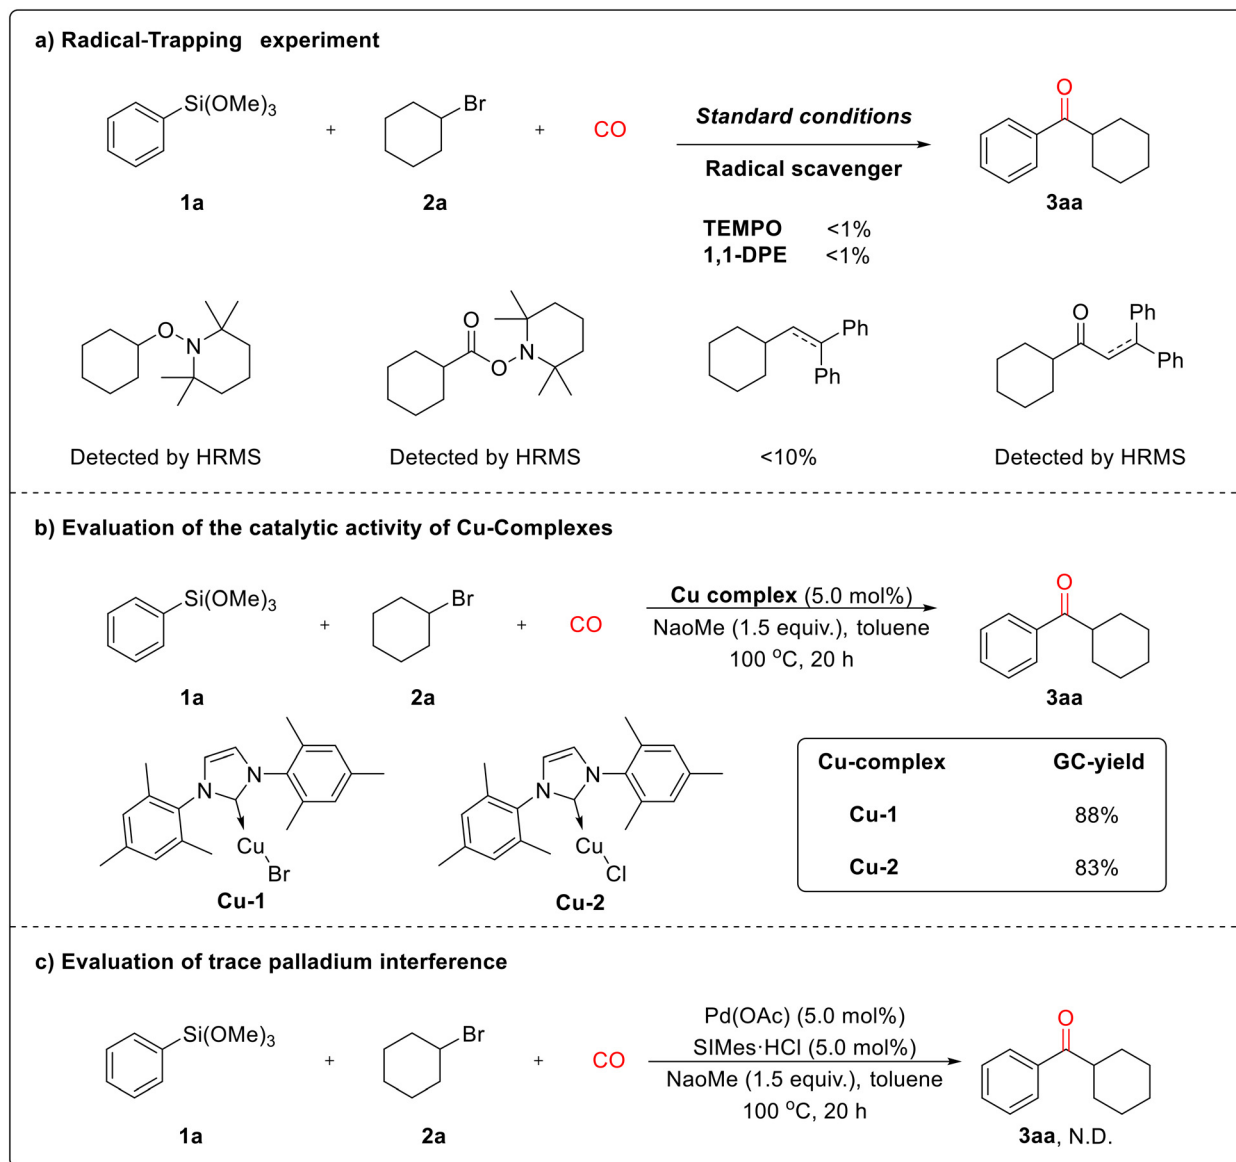 a) Radical-Trapping experiment
Si(OMe)3
+
Br
+
CO
Standard conditions
Radical scavenger
O
1a
2a
3aa
TEMPO <1%
1,1-DPE <1%
O
N
O
O
N
Ph
Ph
O
Ph
Ph
Detected by HRMS
Detected by HRMS
<10%
Detected by HRMS
b) Evaluation of the catalytic activity of Cu-Complexes
Si(OMe)3
+
Br
+
CO
Cu complex (5.0 mol%)
NaoMe (1.5 equiv.), toluene
100 oC, 20 h
O
1a
2a
3aa
N
N
Cu
Br
Cu-1
N
N
Cu
Cl
Cu-2
Cu-complex GC-yield
Cu-1 88%
Cu-2 83%
c) Evaluation of trace palladium interference
Si(OMe)3
+
Br
+
CO
Pd(OAc) (5.0 mol%)
SIMes·HCl (5.0 mol%)
NaoMe (1.5 equiv.), toluene
100 oC, 20 h
O
1a
2a
3aa, N.D.